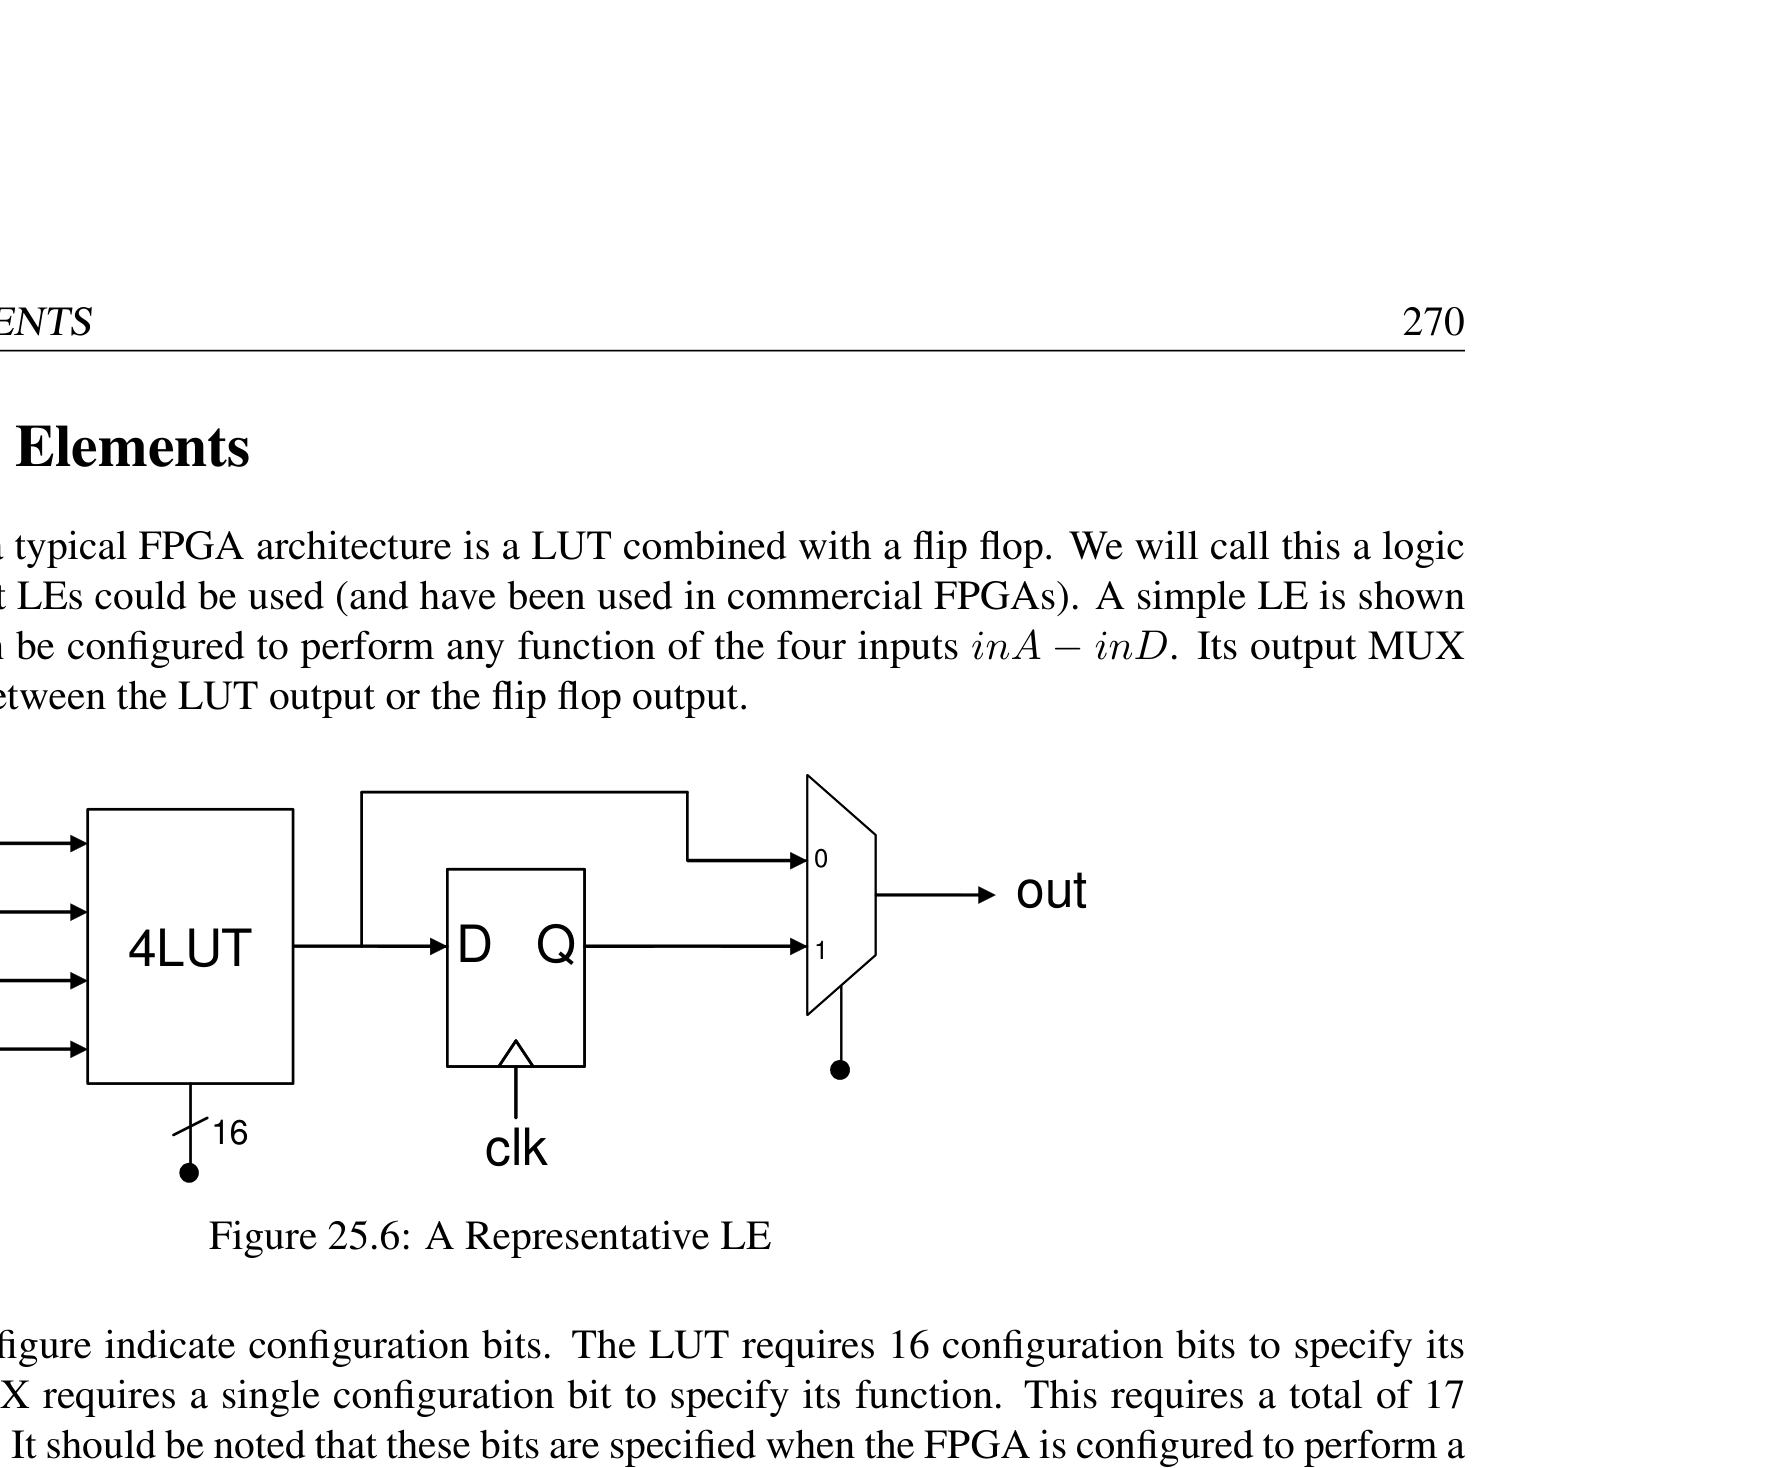 ENTS 270
Elements
typical FPGA architecture is a LUT combined with a flip flop. We will call this a logic
t LEs could be used (and have been used in commercial FPGAs). A simple LE is shown
be configured to perform any function of the four inputs inA − inD. Its output MUX
etween the LUT output or the flip flop output.
0
out
4LUT
D Q
1
16
clk
Figure 25.6: A Representative LE
figure indicate configuration bits. The LUT requires 16 configuration bits to specify its
X requires a single configuration bit to specify its function. This requires a total of 17
It should be noted that these bits are specified when the FPGA is configured to perform a